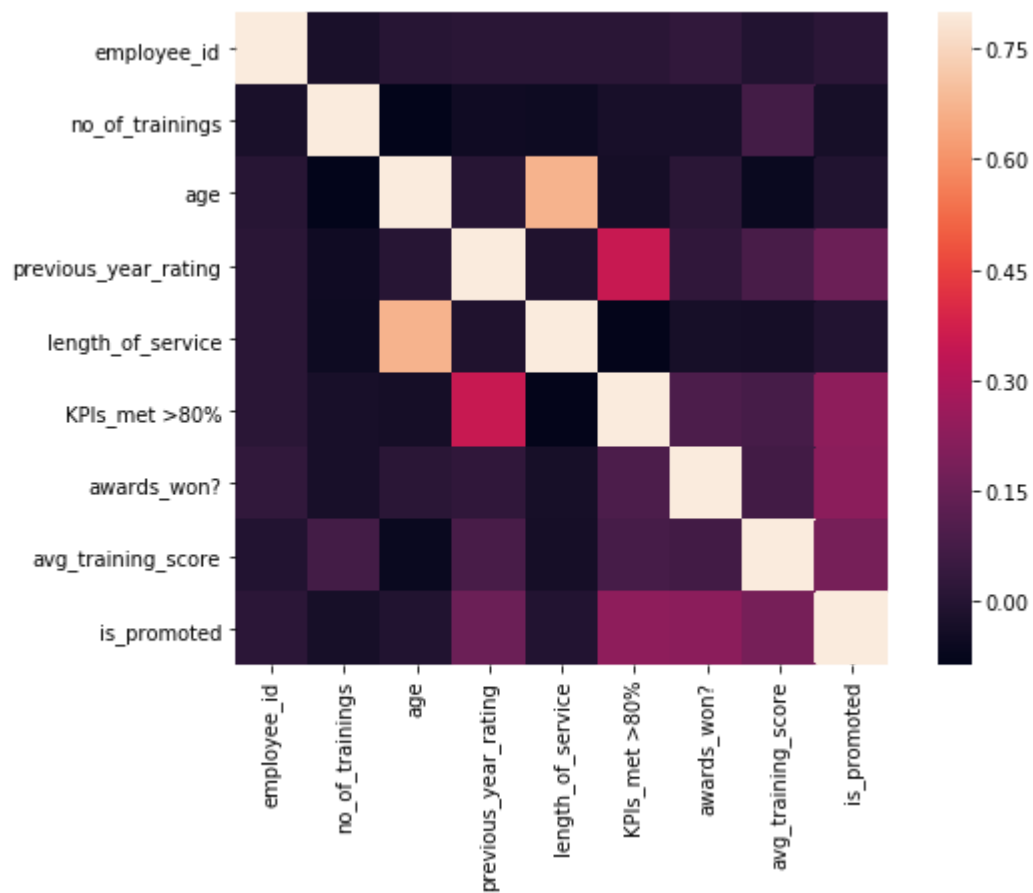 employee_id
no_of_trainings
age
previous_year_rating
length_of_service
KPIs_met >80%
awards_won?
avg_training_score
is_promoted
0.75
0.60
0.45
0.30
0.15
0.00
employee_id
no_of_trainings
age
previous_year_rating
length_of_service
KPIs_met >80%
awards_won?
avg_training_score
is_promoted